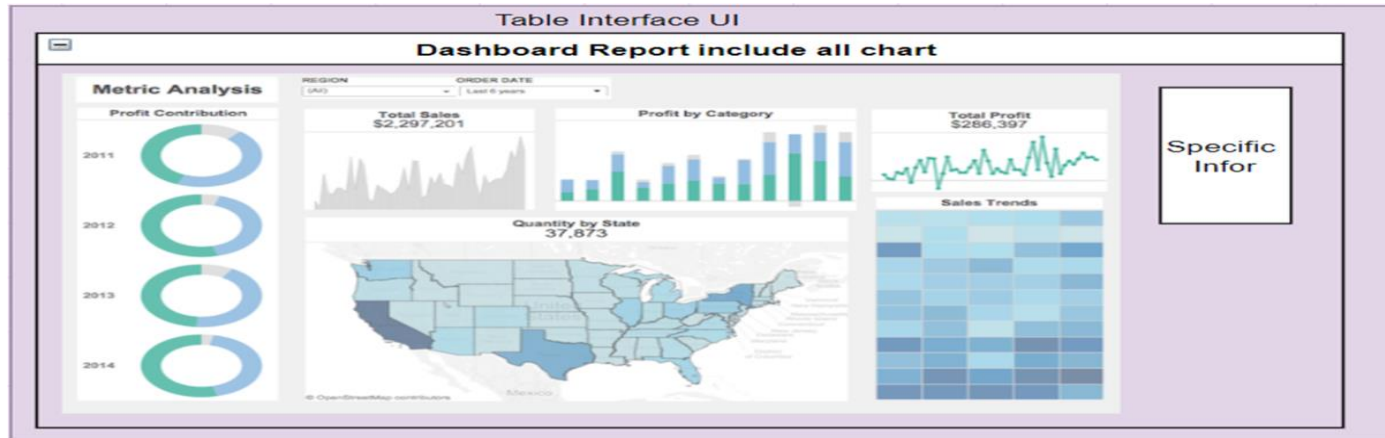 Table Interface UI
Dashboard Report include all chart
Metric Analysis
REGION
(All)
ORDER DATE
Last 6 years
Profit Contribution
2011
2012
2013
2014
Total Sales
$2,297,201
Profit by Category
Total Profit
$286,397
Quantity by State
37,873
United
States
Mexico
© OpenStreetMap contributors
Sales Trends
Specific
Infor